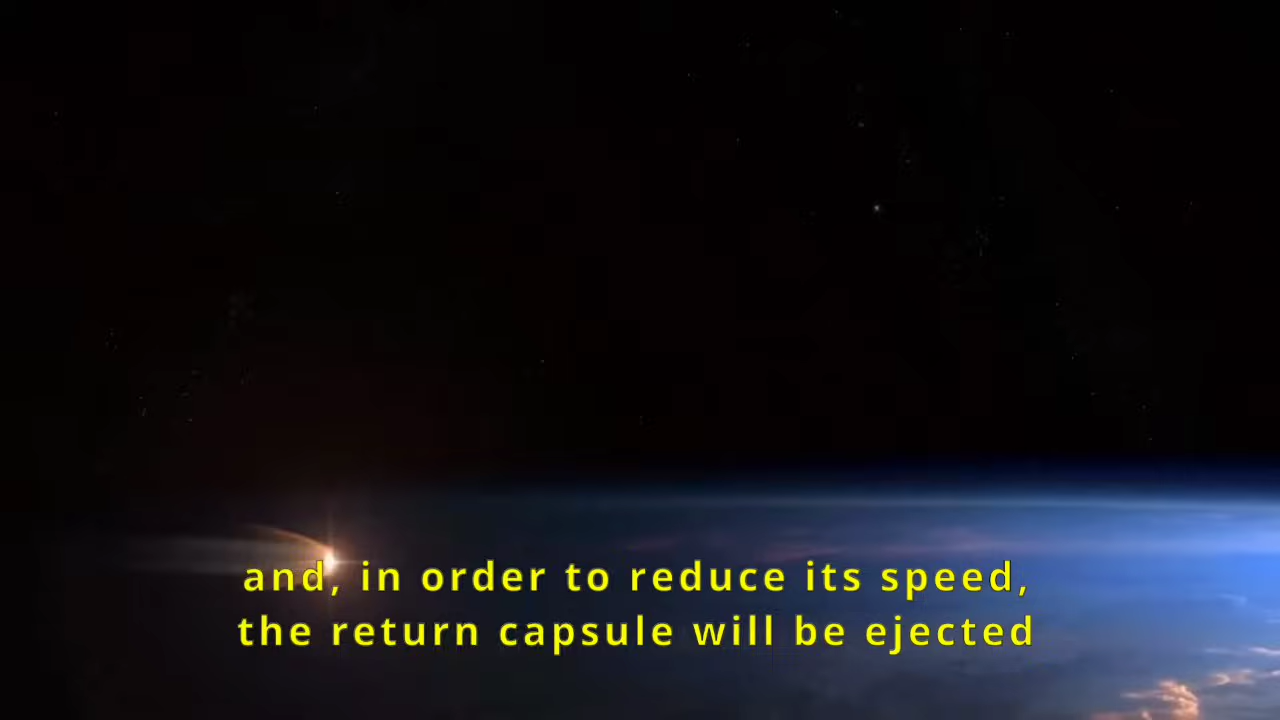 and, in order to reduce its speed,
the return capsule will be ejected